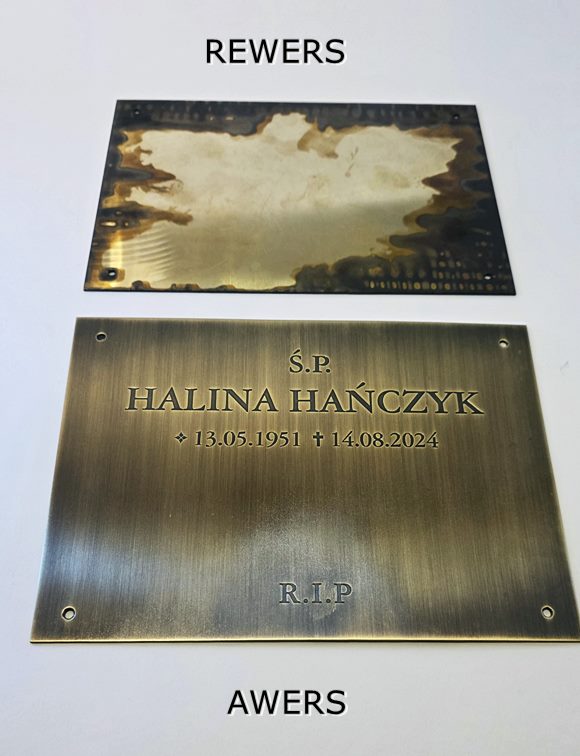 REWERS
Ś.P.
HALINA HAŃCZYK
13.05.1951 ✝ 14.08.2024
R.I.P
AWERS